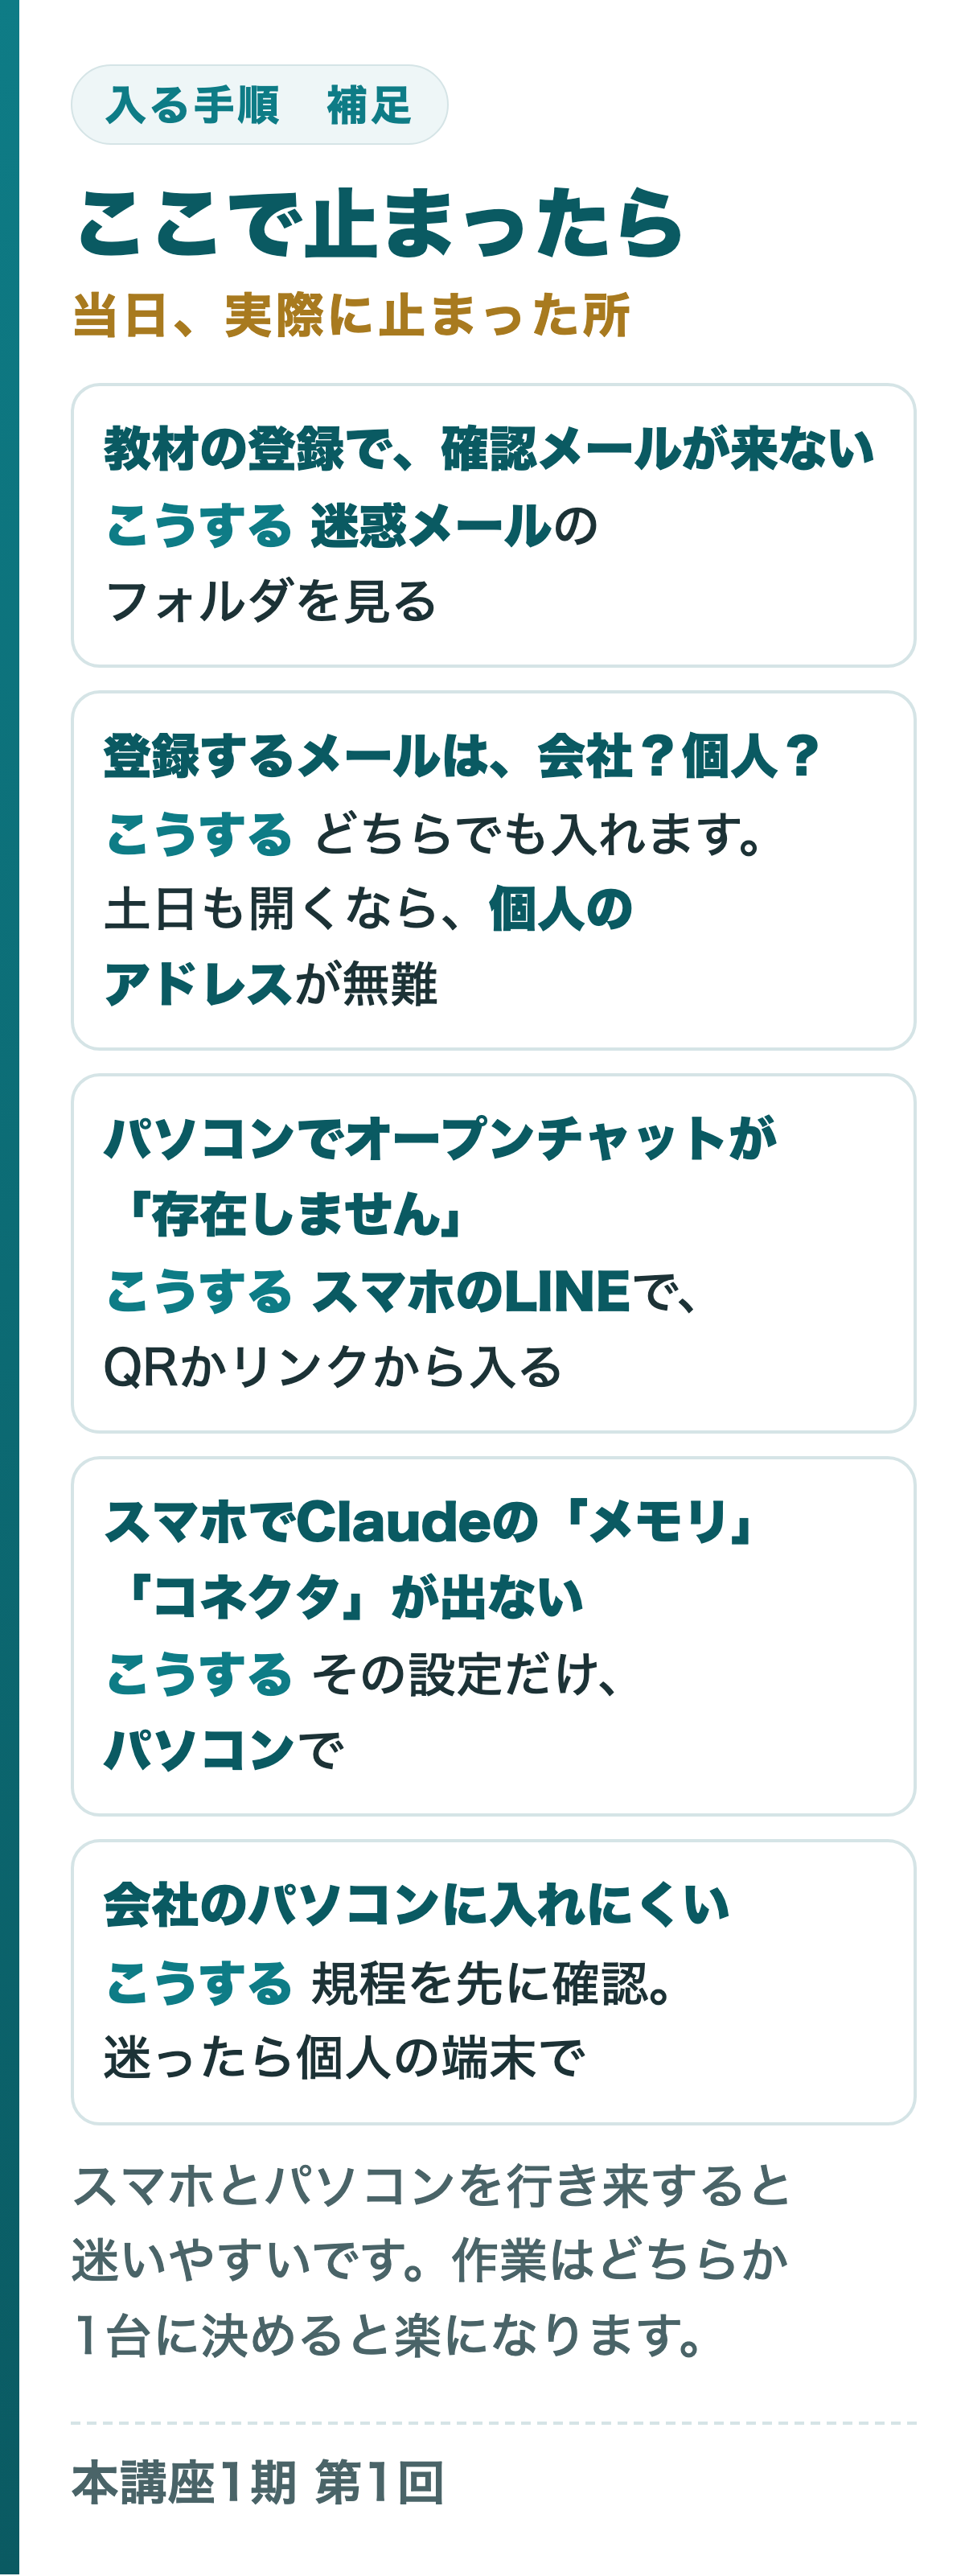 入る手順　補足
ここで止まったら
当日、実際に止まった所
教材の登録で、確認メールが来ない
こうする 迷惑メールの
フォルダを見る
登録するメールは、会社？個人？
こうする どちらでも入れます。
土日も開くなら、個人の
アドレスが無難
パソコンでオープンチャットが
「存在しません」
こうする スマホのLINEで、
QRかリンクから入る
スマホでClaudeの「メモリ」
「コネクタ」が出ない
こうする その設定だけ、
パソコンで
会社のパソコンに入れにくい
こうする 規程を先に確認。
迷ったら個人の端末で
スマホとパソコンを行き来すると
迷いやすいです。作業はどちらか
1台に決めると楽になります。
本講座1期 第1回